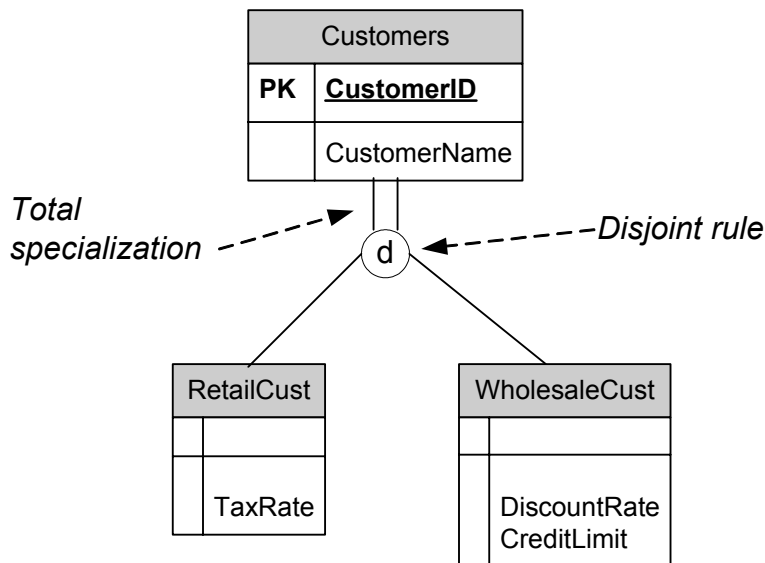 Customers
PK CustomerID
CustomerName
Total
specialization
d
Disjoint rule
RetailCust
TaxRate
WholesaleCust
DiscountRate
CreditLimit